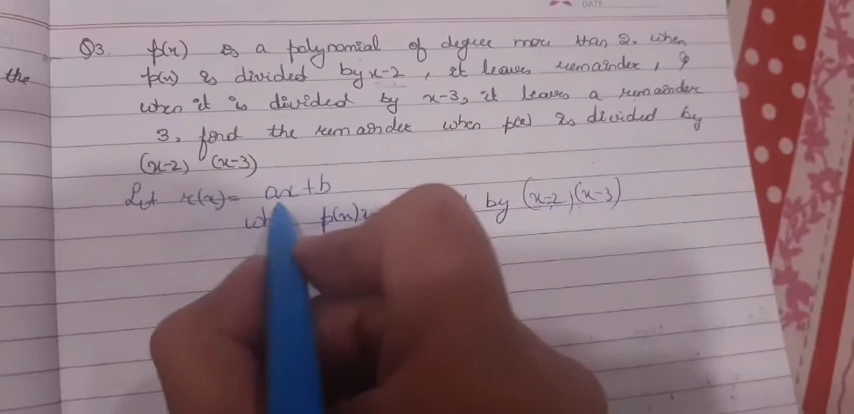 DATE
the
Q3. p(x) is a polynomial of degree more than 2. when
p(x) is divided by x-2, it leaves remainder 1, &
when it is divided by x-3, it leaves a remainder
3, find the remainder when p(x) is divided by
(x-2) (x-3)
Let r(x) = ax+b
p(x) by (x-2)(x-3)